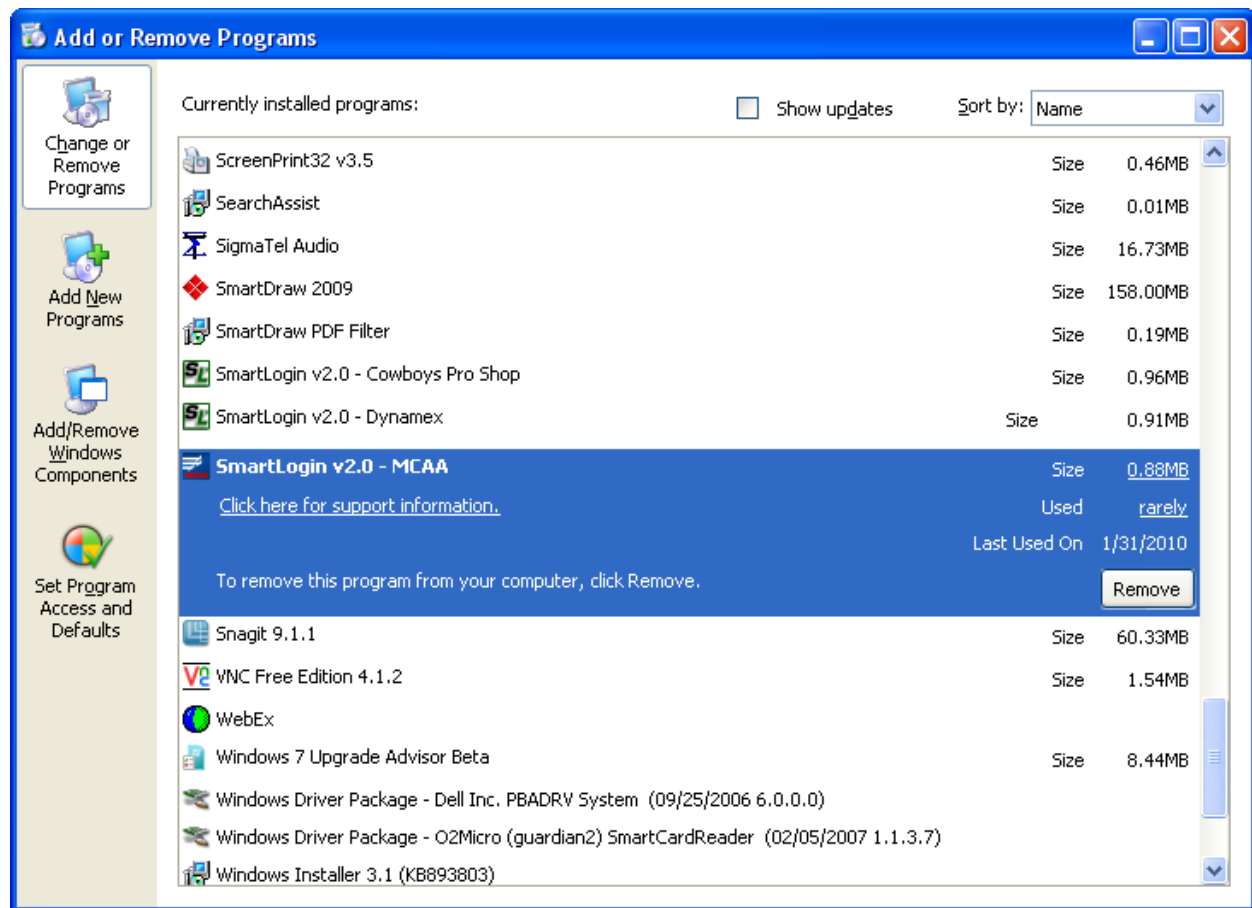 Add or Remove Programs
Change or
Remove
Programs
Add New
Programs
Add/Remove
Windows
Components
Set Program
Access and
Defaults
Currently installed programs:
Show updates
Sort by: Name
ScreenPrint32 v3.5 Size 0.46MB
SearchAssist Size 0.01MB
SigmaTel Audio Size 16.73MB
SmartDraw 2009 Size 158.00MB
SmartDraw PDF Filter Size 0.19MB
SmartLogin v2.0 - Cowboys Pro Shop Size 0.96MB
SmartLogin v2.0 - Dynamex Size 0.91MB
SmartLogin v2.0 - MCAA Size 0.88MB
Click here for support information. Used rarely
Last Used On 1/31/2010
To remove this program from your computer, click Remove. Remove
Snagit 9.1.1 Size 60.33MB
VNC Free Edition 4.1.2 Size 1.54MB
WebEx
Windows 7 Upgrade Advisor Beta Size 8.44MB
Windows Driver Package - Dell Inc. PBADRV System (09/25/2006 6.0.0.0)
Windows Driver Package - O2Micro (guardian2) SmartCardReader (02/05/2007 1.1.3.7)
Windows Installer 3.1 (KB893803)